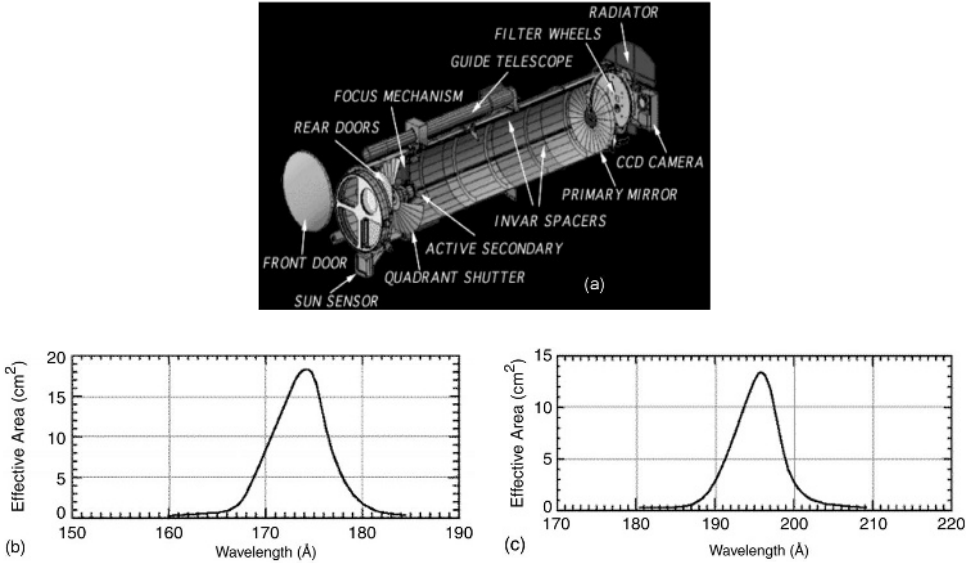 RADIATOR
FILTER WHEELS
GUIDE TELESCOPE
FOCUS MECHANISM
REAR DOORS
CCD CAMERA
PRIMARY MIRROR
INVAR SPACERS
ACTIVE SECONDARY
FRONT DOOR
QUADRANT SHUTTER
SUN SENSOR
(a)
Effective Area (cm²)
20
15
10
5
0
150 160 170 180 190
Wavelength (Å)
(b)
Effective Area (cm²)
15
10
5
0
170 180 190 200 210 220
Wavelength (Å)
(c)